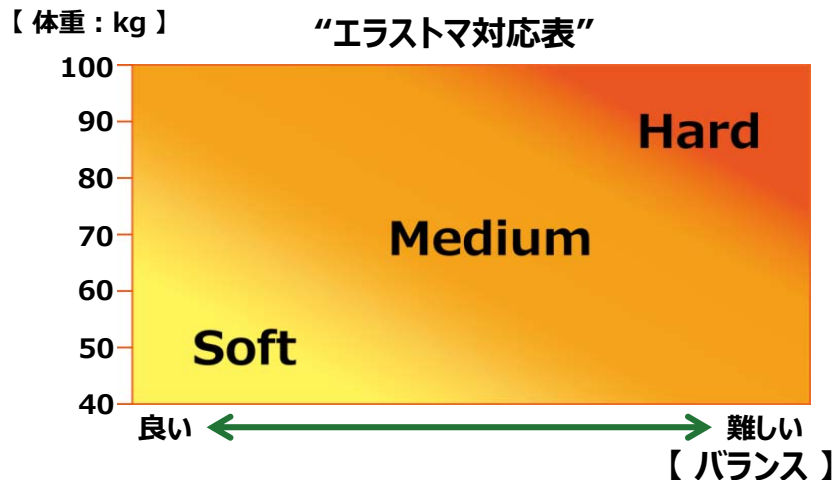 【 体重：kg 】
“エラストマ対応表”
100
90
Hard
80
70
Medium
60
50
Soft
40
良い
難しい
【 バランス 】